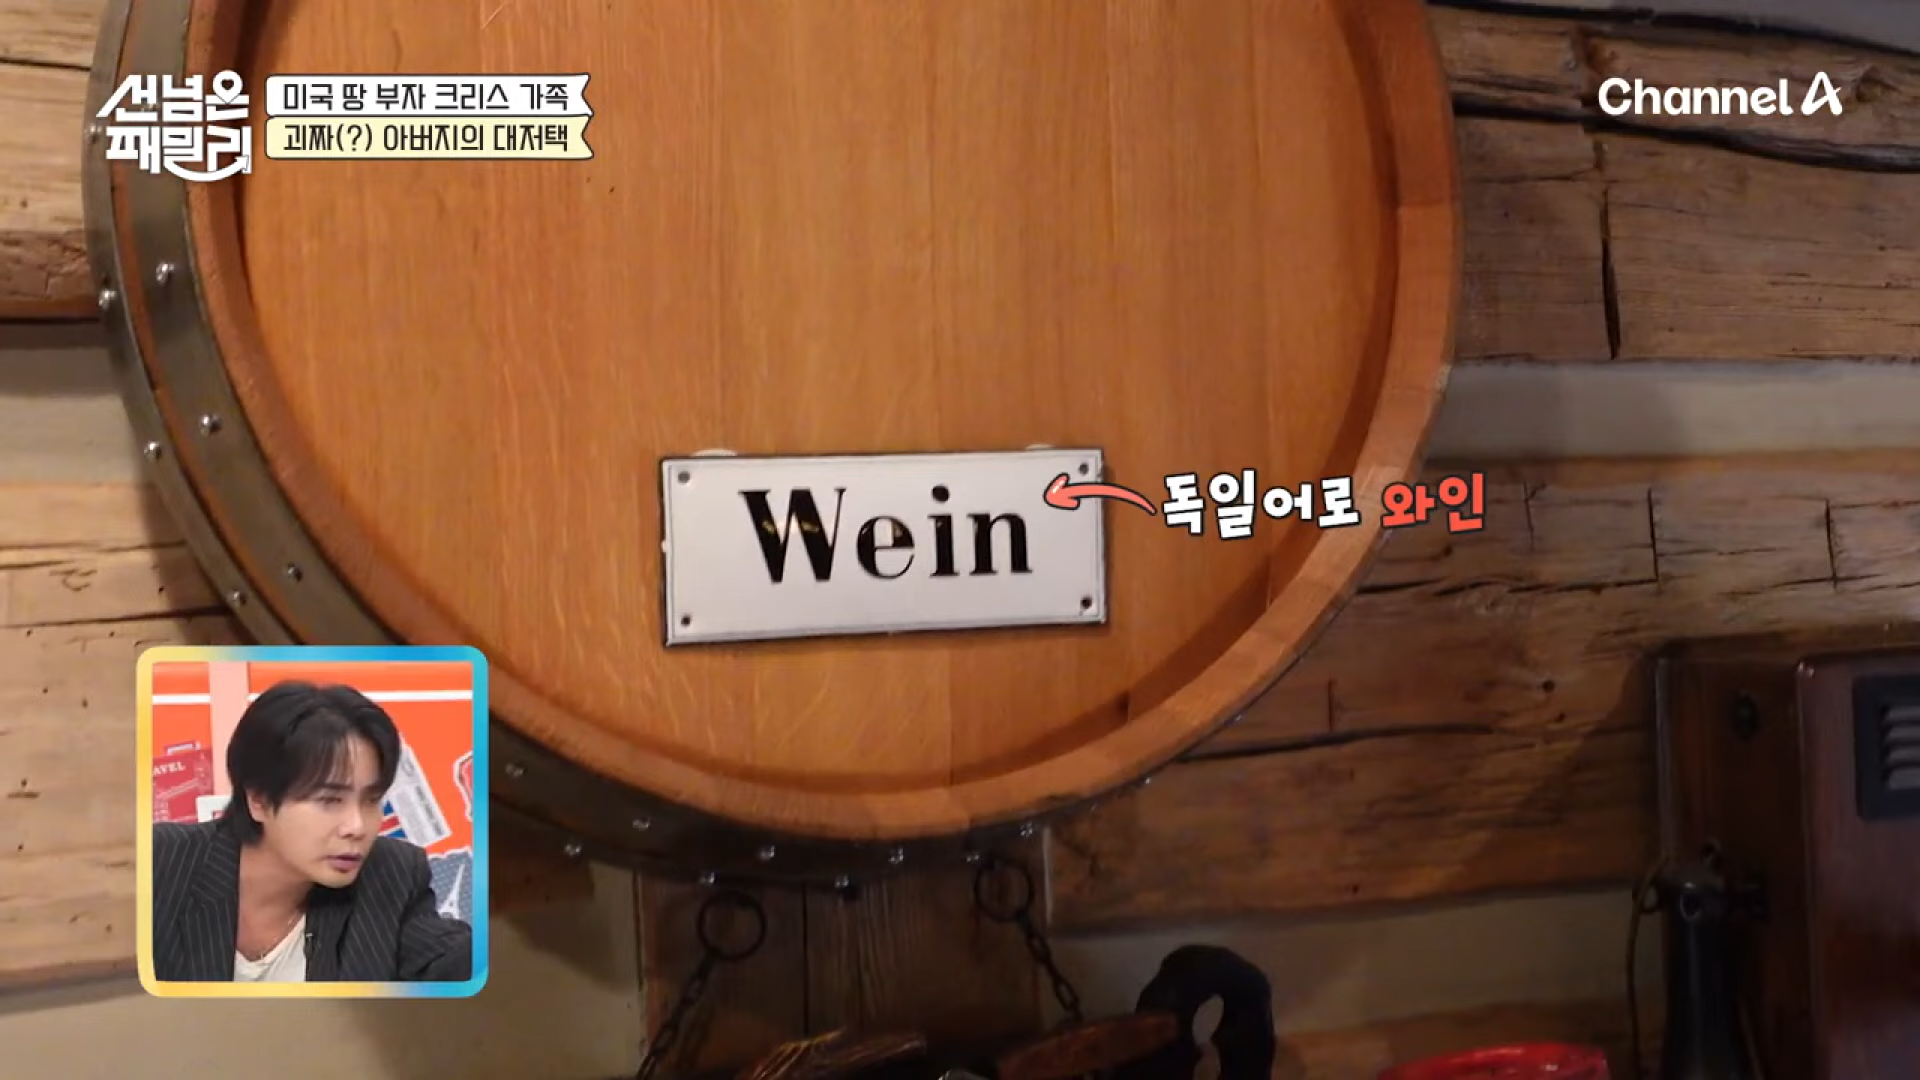 선넘은
패밀리
미국 땅 부자 크리스 가족
괴짜(?) 아버지의 대저택
Channel A
Wein
독일어로 와인